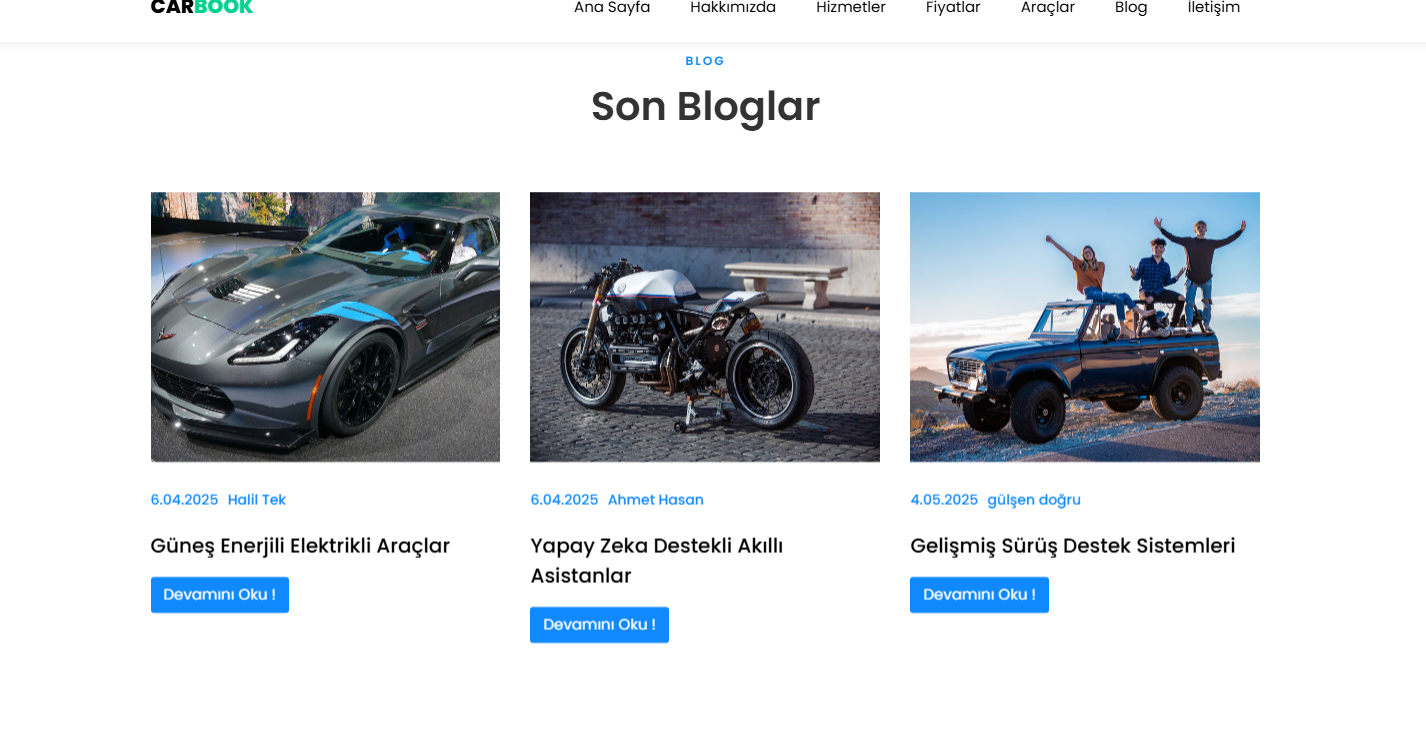 CARBOOK
Ana Sayfa Hakkımızda Hizmetler Fiyatlar Araçlar Blog İletişim
BLOG
Son Bloglar
6.04.2025 Halil Tek
Güneş Enerjili Elektrikli Araçlar
Devamını Oku !
6.04.2025 Ahmet Hasan
Yapay Zeka Destekli Akıllı
Asistanlar
Devamını Oku !
4.05.2025 gülşen doğru
Gelişmiş Sürüş Destek Sistemleri
Devamını Oku !